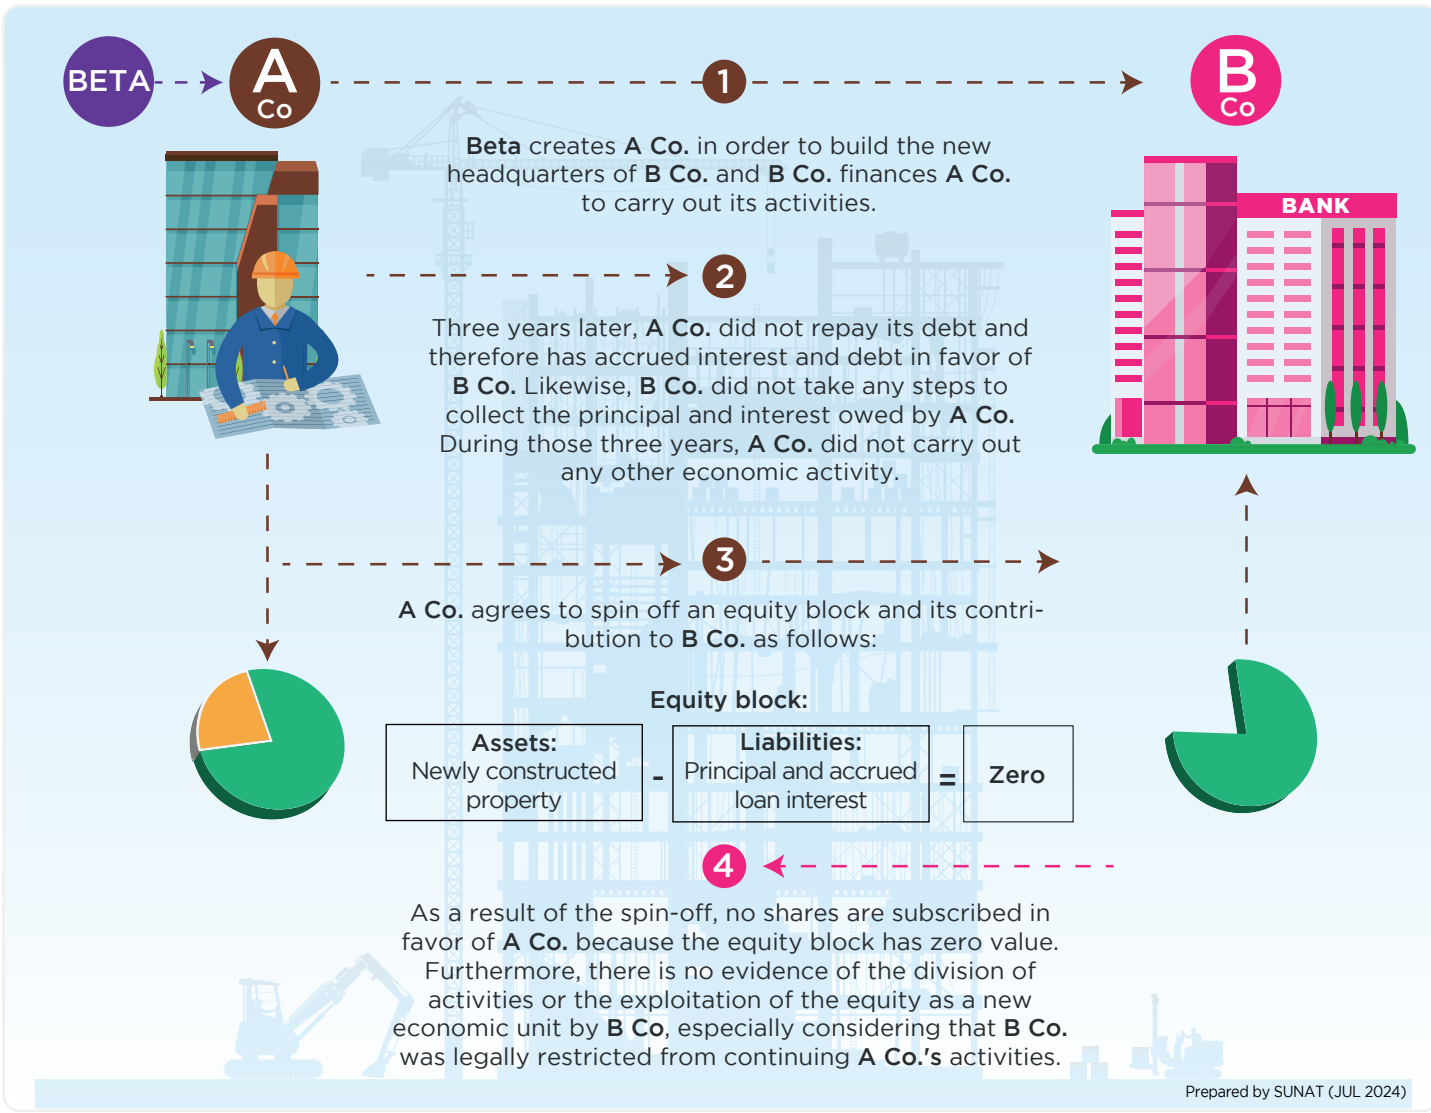 BETA
A
Co
1
B
Co
Beta creates A Co. in order to build the new
headquarters of B Co. and B Co. finances A Co.
to carry out its activities.
BANK
2
Three years later, A Co. did not repay its debt and
therefore has accrued interest and debt in favor of
B Co. Likewise, B Co. did not take any steps to
collect the principal and interest owed by A Co.
During those three years, A Co. did not carry out
any other economic activity.
3
A Co. agrees to spin off an equity block and its contri-
bution to B Co. as follows:
Equity block:
Assets:
Newly constructed
property
-
Liabilities:
Principal and accrued
loan interest
=
Zero
4
As a result of the spin-off, no shares are subscribed in
favor of A Co. because the equity block has zero value.
Furthermore, there is no evidence of the division of
activities or the exploitation of the equity as a new
economic unit by B Co, especially considering that B Co.
was legally restricted from continuing A Co.'s activities.
Prepared by SUNAT (JUL 2024)